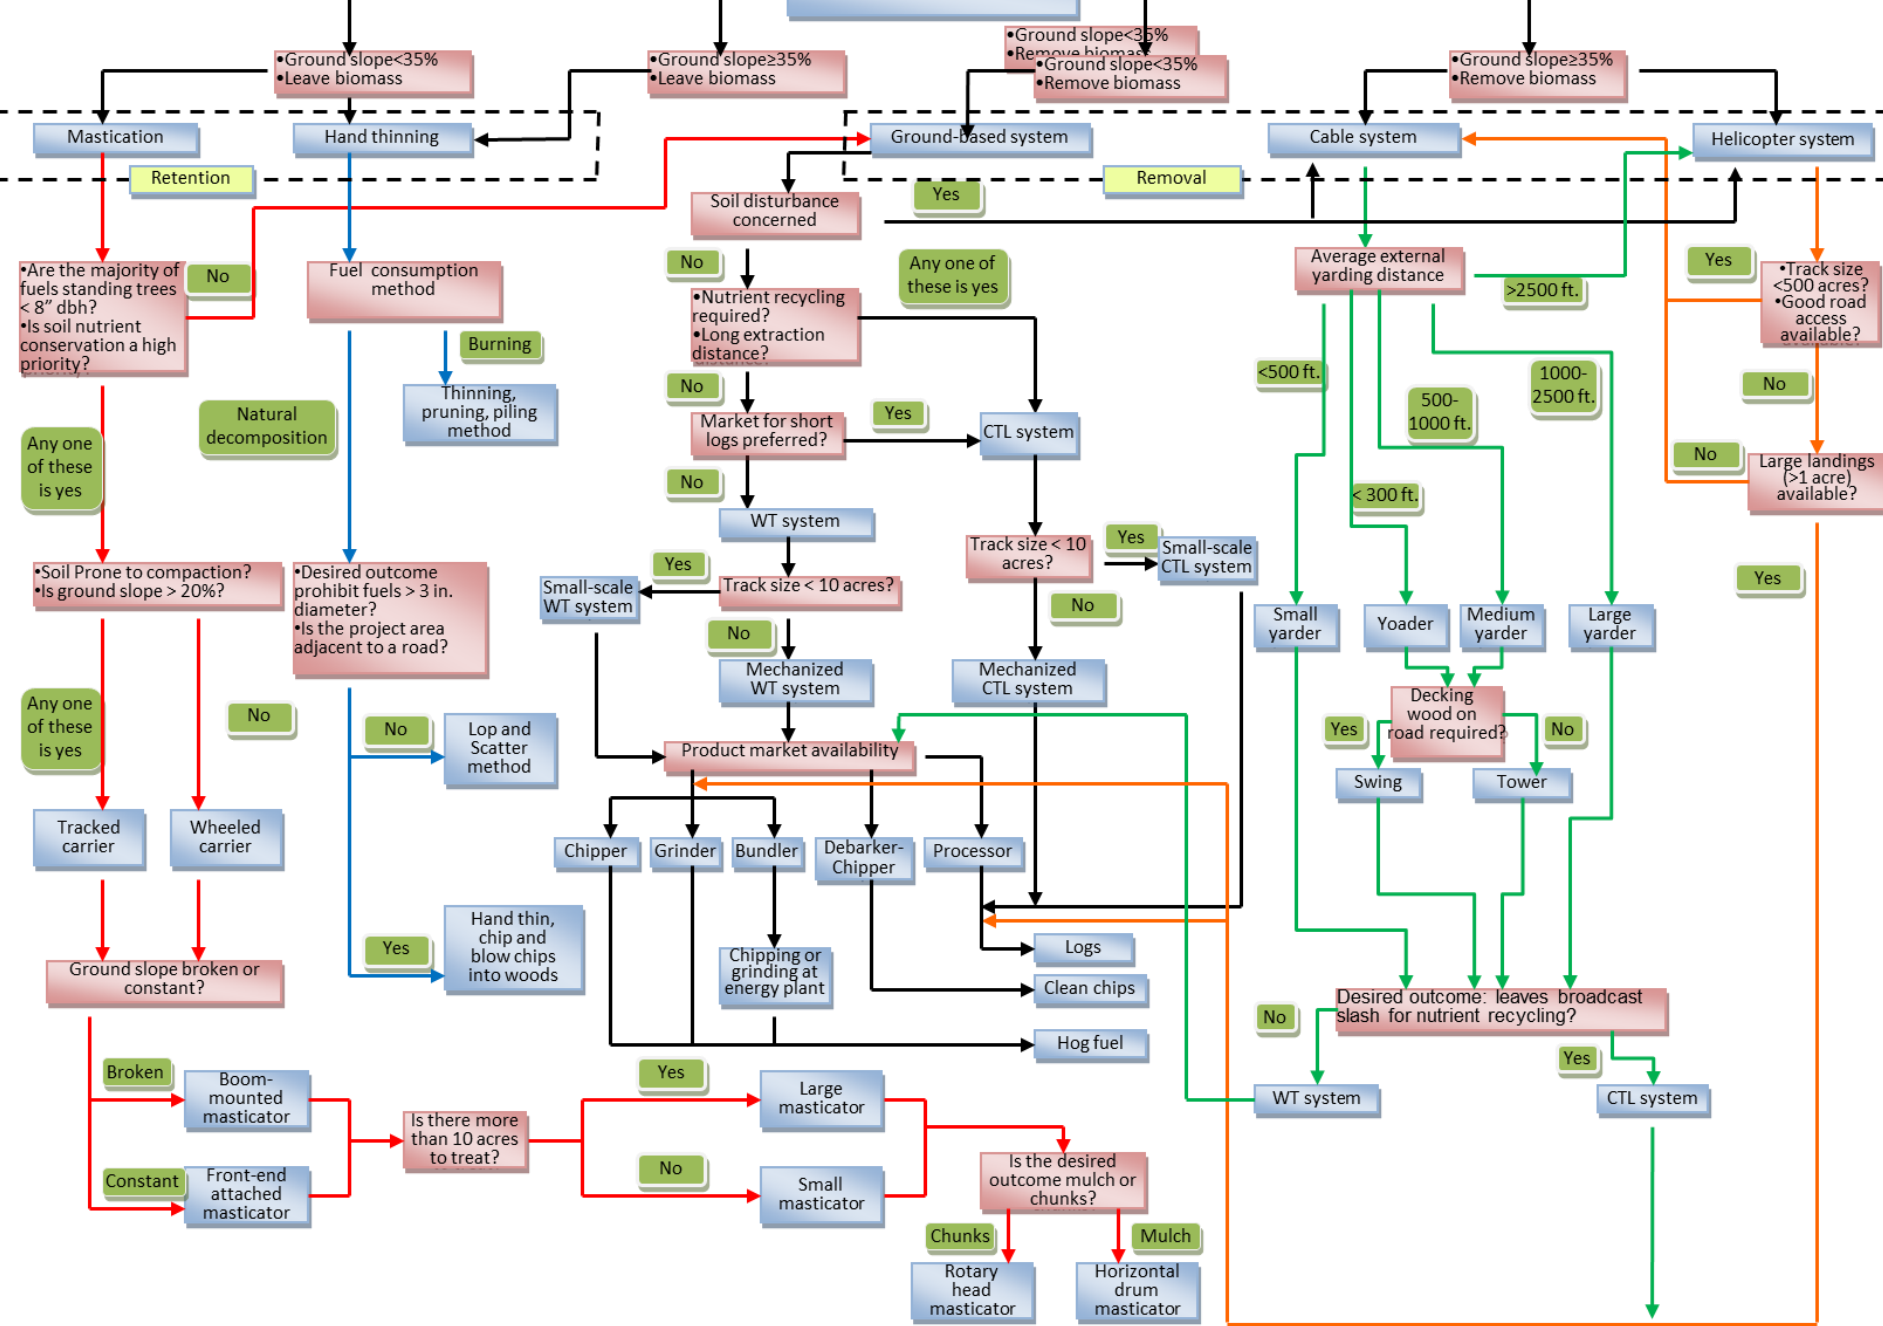 •Ground slope<35%
•Leave biomass
•Ground slope≥35%
•Leave biomass
•Ground slope<35%
•Remove biomass
•Ground slope<35%
•Remove biomass
•Ground slope≥35%
•Remove biomass
Mastication
Hand thinning
Ground-based system
Cable system
Helicopter system
Retention
Removal
Soil disturbance
concerned
Yes
•Are the majority of
fuels standing trees
< 8” dbh?
•Is soil nutrient
conservation a high
priority?
No
Fuel consumption
method
No
Any one of
these is yes
Average external
yarding distance
>2500 ft.
Yes
•Track size
<500 acres?
•Good road
access
available?
•Nutrient recycling
required?
•Long extraction
distance?
Burning
Thinning,
pruning, piling
method
Natural
decomposition
No
<500 ft.
500-
1000 ft.
1000-
2500 ft.
No
Market for short
logs preferred?
Yes
CTL system
Any one
of these
is yes
No
< 300 ft.
No
Large landings
(>1 acre)
available?
WT system
•Soil Prone to compaction?
•Is ground slope > 20%?
•Desired outcome
prohibit fuels > 3 in.
diameter?
•Is the project area
adjacent to a road?
Small-scale
WT system
Yes
Track size < 10 acres?
Track size < 10
acres?
Yes
Small-scale
CTL system
Yes
No
No
Small
yarder
Yoader
Medium
yarder
Large
yarder
Mechanized
WT system
Mechanized
CTL system
Any one
of these
is yes
No
No
Lop and
Scatter
method
Product market availability
Yes
Decking
wood on
road required?
No
Swing
Tower
Tracked
carrier
Wheeled
carrier
Chipper
Grinder
Bundler
Debarker-
Chipper
Processor
Yes
Hand thin,
chip and
blow chips
into woods
Chipping or
grinding at
energy plant
Logs
Clean chips
Hog fuel
Ground slope broken or
constant?
Desired outcome: leaves broadcast
slash for nutrient recycling?
No
Yes
WT system
CTL system
Broken
Boom-
mounted
masticator
Constant
Front-end
attached
masticator
Is there more
than 10 acres
to treat?
Yes
Large
masticator
No
Small
masticator
Is the desired
outcome mulch or
chunks?
Chunks
Mulch
Rotary
head
masticator
Horizontal
drum
masticator